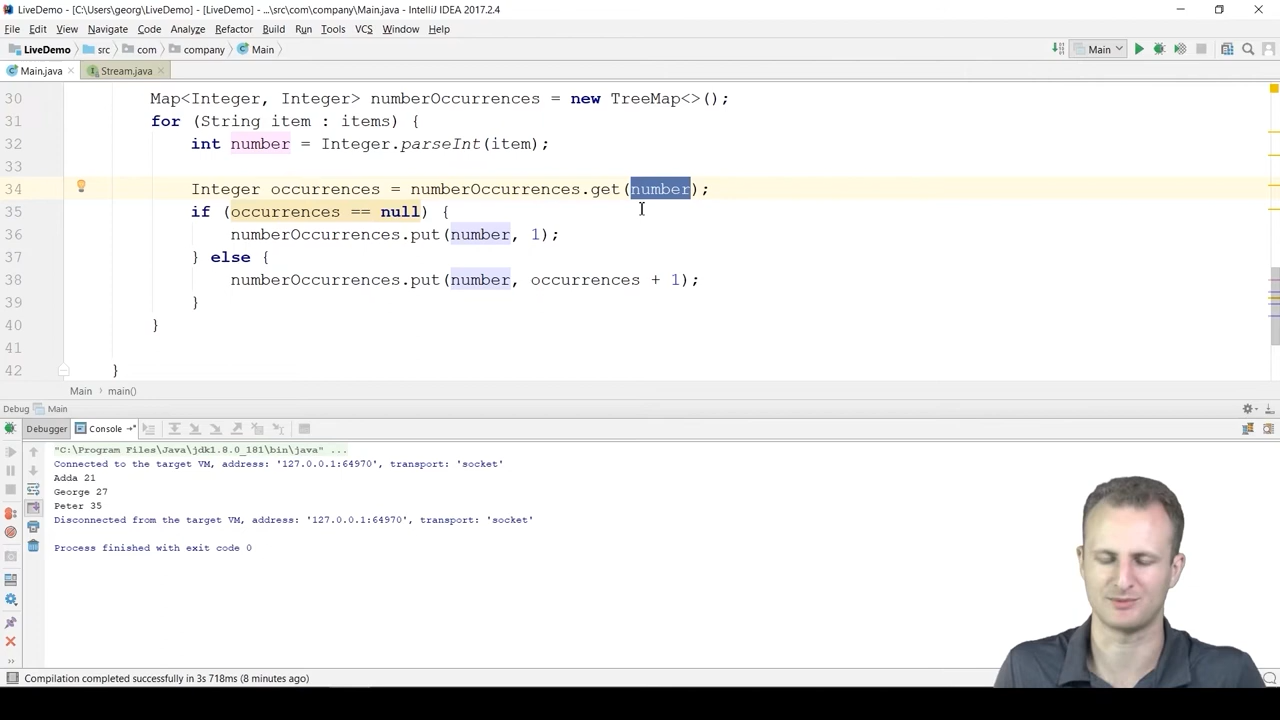 LiveDemo - [C:\Users\georg\LiveDemo] - [LiveDemo] - ...\src\com\company\Main.java - IntelliJ IDEA 2017.2.4
File Edit View Navigate Code Analyze Refactor Build Run Tools VCS Window Help
LiveDemo src com company Main Main
Main.java Stream.java
30 Map<Integer, Integer> numberOccurrences = new TreeMap<>();
31 for (String item : items) {
32 int number = Integer.parseInt(item);
33
34 Integer occurrences = numberOccurrences.get(number);
35 if (occurrences == null) {
36 numberOccurrences.put(number, 1);
37 } else {
38 numberOccurrences.put(number, occurrences + 1);
39 }
40 }
41
42 }
Main › main()
Debug Main
Debugger Console
"C:\Program Files\Java\jdk1.8.0_181\bin\java" ...
Connected to the target VM, address: '127.0.0.1:64970', transport: 'socket'
Adda 21
George 27
Peter 35
Disconnected from the target VM, address: '127.0.0.1:64970', transport: 'socket'
Process finished with exit code 0
Compilation completed successfully in 3s 718ms (8 minutes ago)